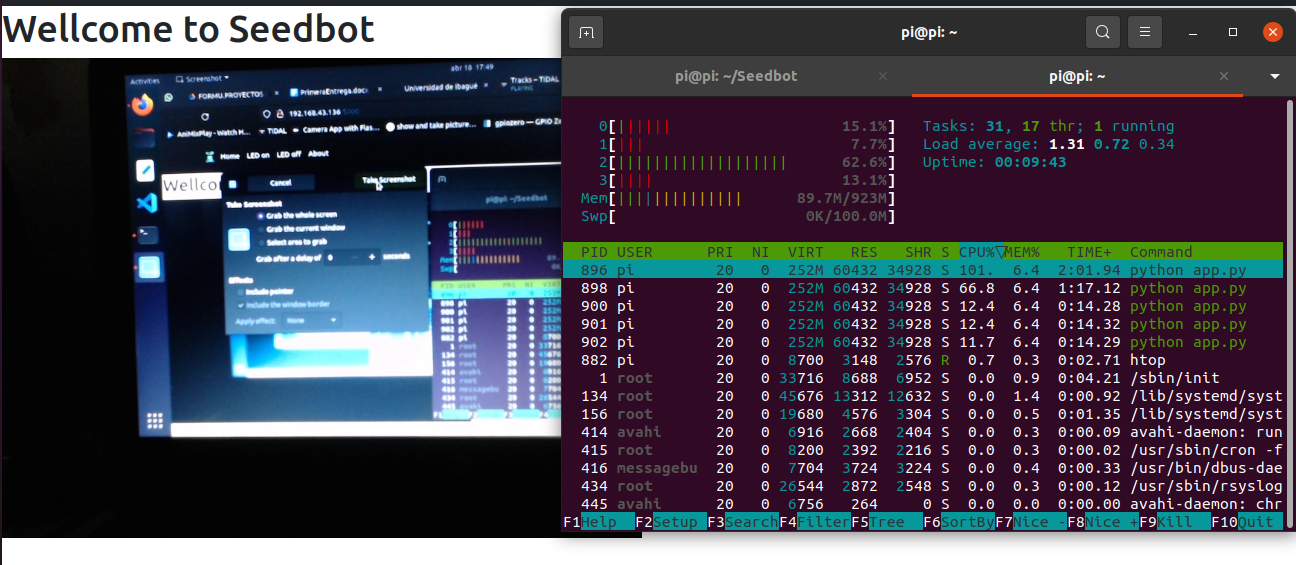 Wellcome to Seedbot
Activities
Screenshot
abr 18 17:49
FORMU.PROYECTOS
PrimeraEntrega.docx
Universidad de Ibagué
Tracks – TIDAL
PLAYING
192.168.43.136:5000
AniMixPlay - Watch H...
TIDAL
Camera App with Flas...
show and take picture...
gpiozero — GPIO Z
Home LED on LED off About
Wellco
Cancel
Take Screenshot
Take Screenshot
Grab the whole screen
Grab the current window
Select area to grab
Grab after a delay of 0 - + seconds
Effects
Include pointer
Include the window border
Apply effect: None
pi@pi: ~/Seedbot
pi@pi: ~
pi@pi: ~/Seedbot
pi@pi: ~
0[|||||| 15.1%]
1[||| 7.7%]
2[|||||||||||||||||||| 62.6%]
3[|||| 13.1%]
Mem[||||||||||||||| 89.7M/923M]
Swp[ 0K/100.0M]
Tasks: 31, 17 thr; 1 running
Load average: 1.31 0.72 0.34
Uptime: 00:09:43
PID USER PRI NI VIRT RES SHR S CPU%▽MEM% TIME+ Command
896 pi 20 0 252M 60432 34928 S 101. 6.4 2:01.94 python app.py
898 pi 20 0 252M 60432 34928 S 66.8 6.4 1:17.12 python app.py
900 pi 20 0 252M 60432 34928 S 12.4 6.4 0:14.28 python app.py
901 pi 20 0 252M 60432 34928 S 12.4 6.4 0:14.32 python app.py
902 pi 20 0 252M 60432 34928 S 11.7 6.4 0:14.29 python app.py
882 pi 20 0 8700 3148 2576 R 0.7 0.3 0:02.71 htop
1 root 20 0 33716 8688 6952 S 0.0 0.9 0:04.21 /sbin/init
134 root 20 0 45676 13312 12632 S 0.0 1.4 0:00.92 /lib/systemd/syst
156 root 20 0 19680 4576 3304 S 0.0 0.5 0:01.35 /lib/systemd/syst
414 avahi 20 0 6916 2668 2404 S 0.0 0.3 0:00.09 avahi-daemon: run
415 root 20 0 8200 2392 2216 S 0.0 0.3 0:00.02 /usr/sbin/cron -f
416 messagebu 20 0 7704 3724 3224 S 0.0 0.4 0:00.33 /usr/bin/dbus-dae
434 root 20 0 26544 2872 2548 S 0.0 0.3 0:00.12 /usr/sbin/rsyslog
445 avahi 20 0 6756 264 0 S 0.0 0.0 0:00.00 avahi-daemon: chr
F1Help F2Setup F3SearchF4FilterF5Tree F6SortByF7Nice -F8Nice +F9Kill F10Quit